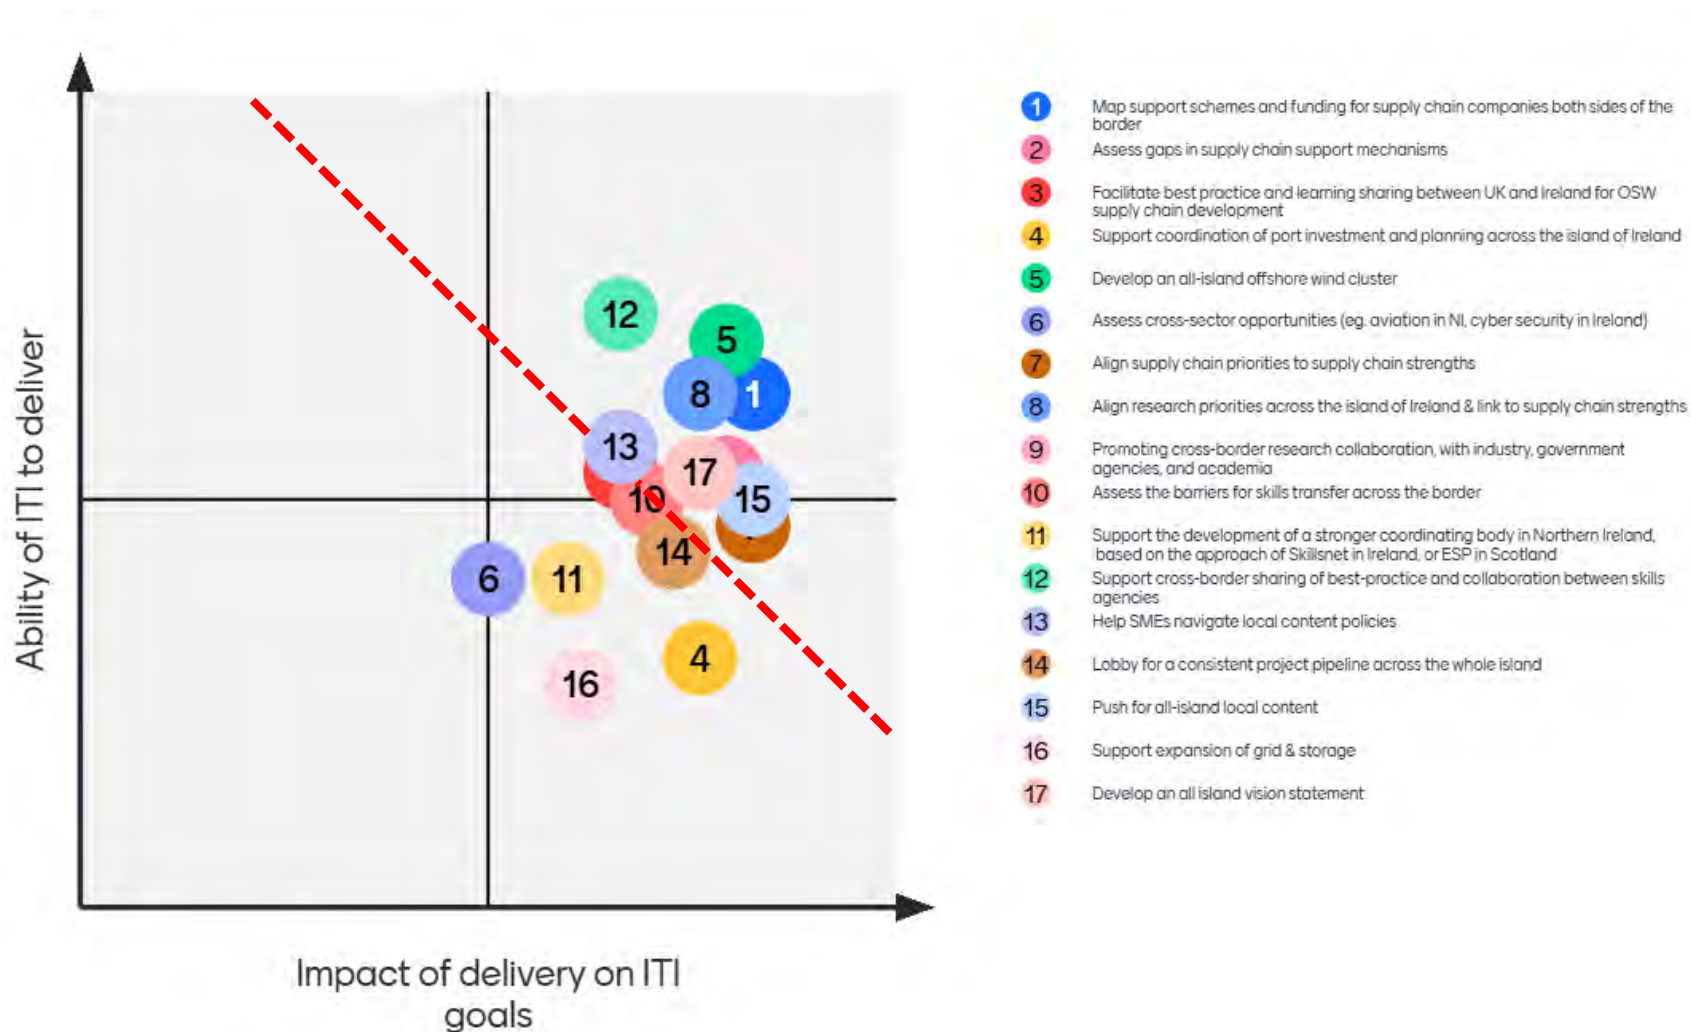 Ability of ITI to deliver
12
5
8
1
13
17
10
15
14
6
11
4
16
Impact of delivery on ITI
goals
1 Map support schemes and funding for supply chain companies both sides of the
border
2 Assess gaps in supply chain support mechanisms
3 Facilitate best practice and learning sharing between UK and Ireland for OSW
supply chain development
4 Support coordination of port investment and planning across the island of Ireland
5 Develop an all-island offshore wind cluster
6 Assess cross-sector opportunities (eg. aviation in NI, cyber security in Ireland)
7 Align supply chain priorities to supply chain strengths
8 Align research priorities across the island of Ireland & link to supply chain strengths
9 Promoting cross-border research collaboration, with industry, government
agencies, and academia
10 Assess the barriers for skills transfer across the border
11 Support the development of a stronger coordinating body in Northern Ireland,
based on the approach of Skillsnet in Ireland, or ESP in Scotland
12 Support cross-border sharing of best-practice and collaboration between skills
agencies
13 Help SMEs navigate local content policies
14 Lobby for a consistent project pipeline across the whole island
15 Push for all-island local content
16 Support expansion of grid & storage
17 Develop an all island vision statement